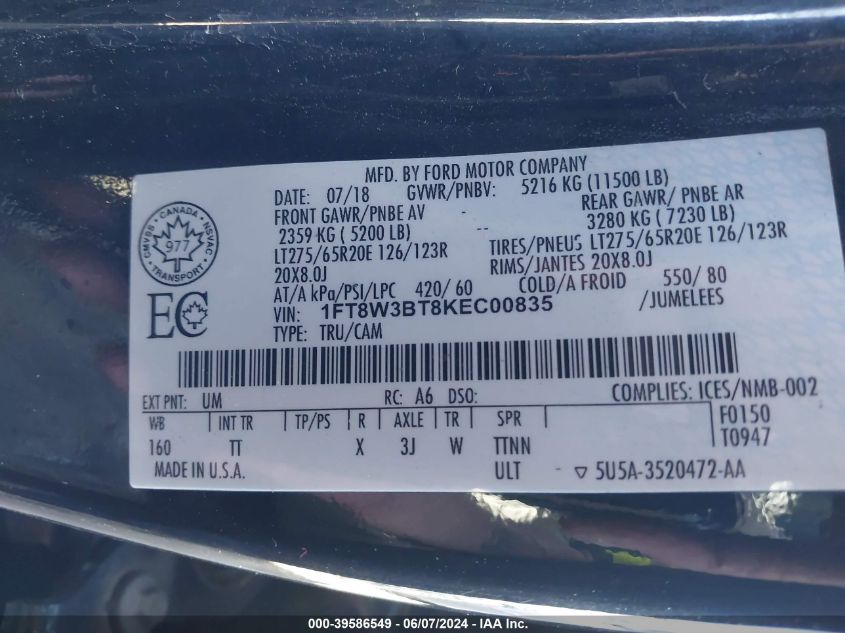 MFD. BY FORD MOTOR COMPANY
DATE: 07/18 GVWR/PNBV: 5216 KG (11500 LB)
FRONT GAWR/PNBE AV - REAR GAWR/ PNBE AR
2359 KG ( 5200 LB) - 3280 KG ( 7230 LB)
LT275/65R20E 126/123R TIRES/PNEUS LT275/65R20E 126/123R
20X8.0J RIMS/JANTES 20X8.0J
AT/A kPa/PSI/LPC 420/ 60 COLD/A FROID 550/ 80
VIN: 1FT8W3BT8KEC00835 /JUMELEES
TYPE: TRU/CAM
CMVSS • CANADA • NSVAC
977
TRANSPORT
EC
EXT PNT: UM RC: A6 DSO: COMPLIES: ICES/NMB-002
WB INT TR TP/PS R AXLE TR SPR F0150
160 TT X 3J W TTNN T0947
MADE IN U.S.A. ULT 5U5A-3520472-AA
000-39586549 - 06/07/2024 - IAAI.COM